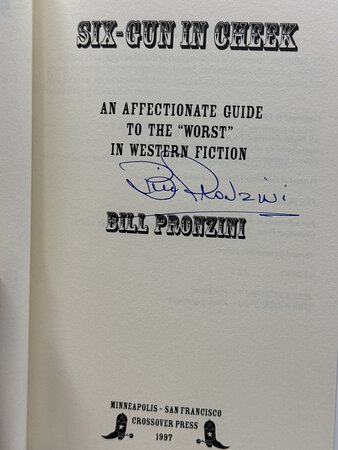 SIX-GUN IN CHEEK
AN AFFECTIONATE GUIDE
TO THE "WORST"
IN WESTERN FICTION
Bill Pronzini
BILL PRONZINI
MINNEAPOLIS - SAN FRANCISCO
CROSSOVER PRESS
1997